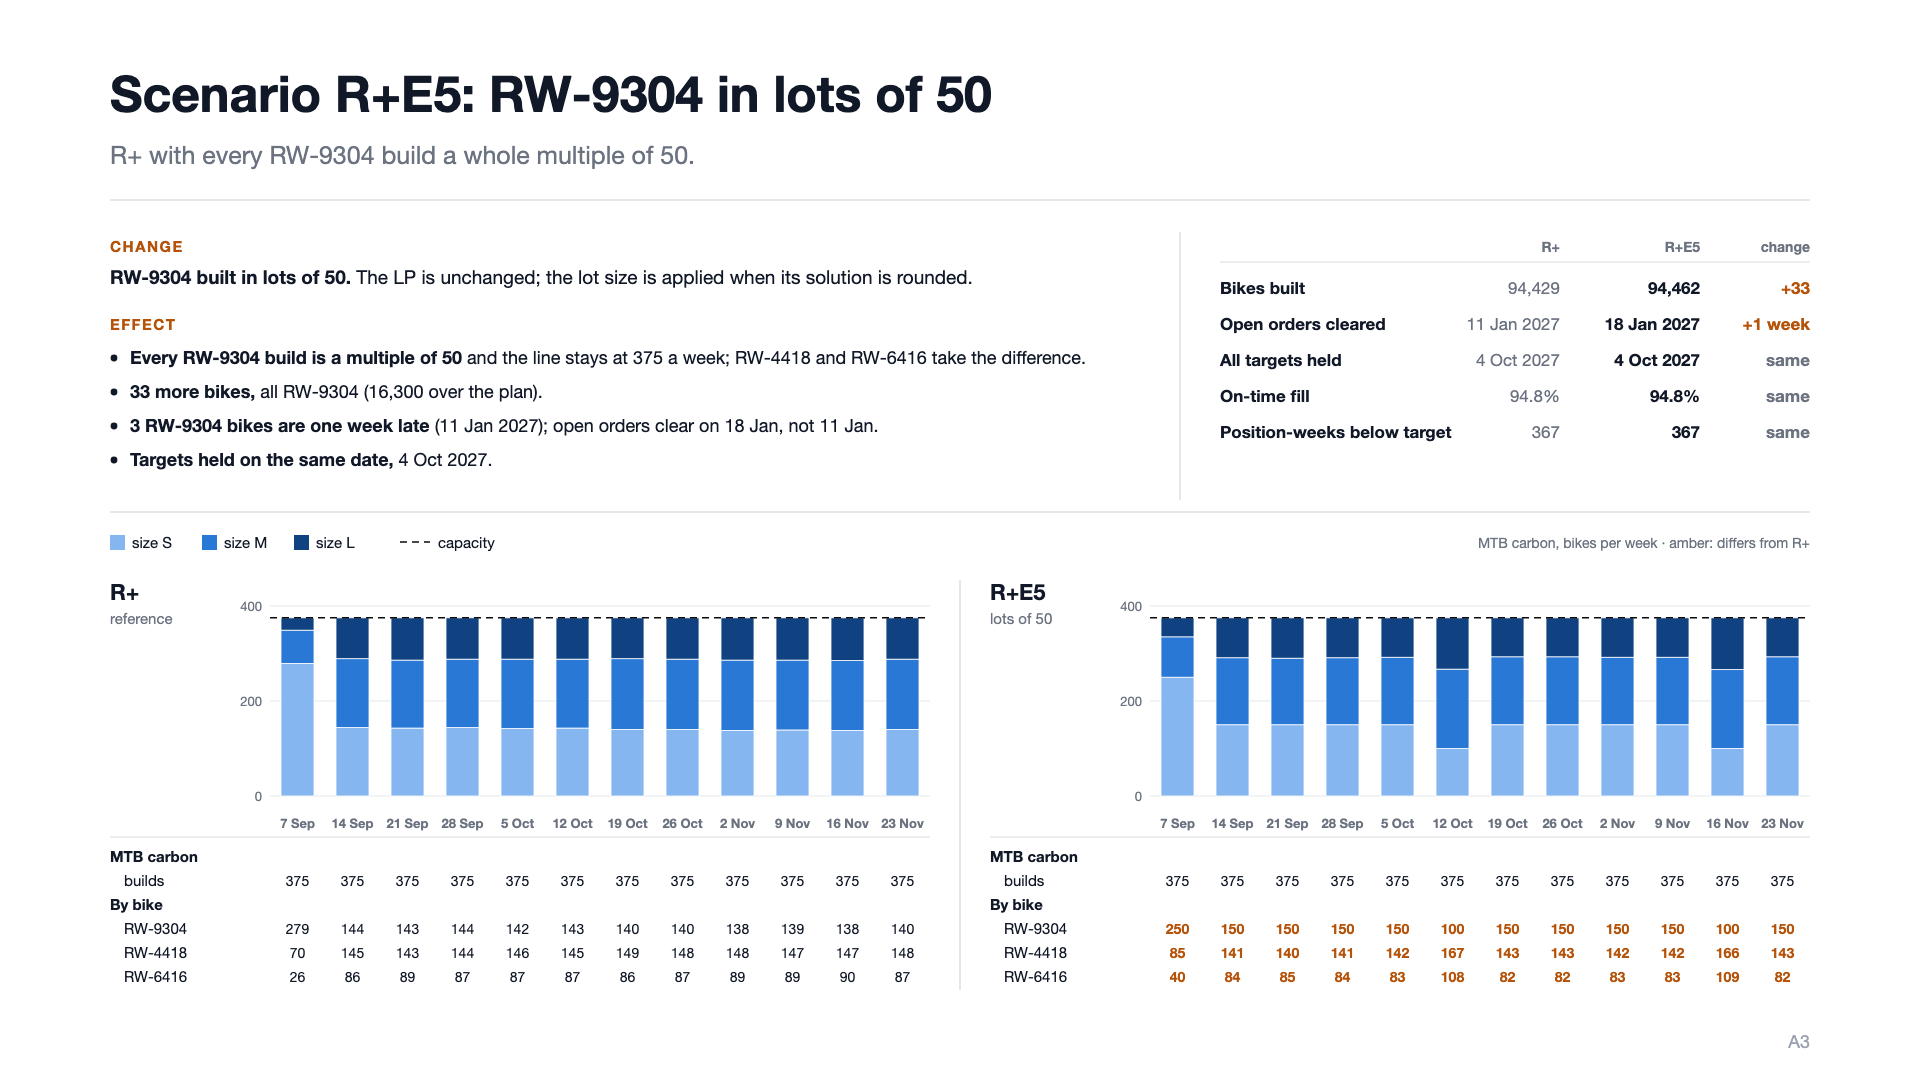 Scenario R+E5: RW-9304 in lots of 50
R+ with every RW-9304 build a whole multiple of 50.
CHANGE
RW-9304 built in lots of 50. The LP is unchanged; the lot size is applied when its solution is rounded.
EFFECT
• Every RW-9304 build is a multiple of 50 and the line stays at 375 a week; RW-4418 and RW-6416 take the difference.
• 33 more bikes, all RW-9304 (16,300 over the plan).
• 3 RW-9304 bikes are one week late (11 Jan 2027); open orders clear on 18 Jan, not 11 Jan.
• Targets held on the same date, 4 Oct 2027.
R+ R+E5 change
Bikes built 94,429 94,462 +33
Open orders cleared 11 Jan 2027 18 Jan 2027 +1 week
All targets held 4 Oct 2027 4 Oct 2027 same
On-time fill 94.8% 94.8% same
Position-weeks below target 367 367 same
size S size M size L capacity
MTB carbon, bikes per week · amber: differs from R+
R+
reference
400
200
0
7 Sep 14 Sep 21 Sep 28 Sep 5 Oct 12 Oct 19 Oct 26 Oct 2 Nov 9 Nov 16 Nov 23 Nov
MTB carbon
builds 375 375 375 375 375 375 375 375 375 375 375 375
By bike
RW-9304 279 144 143 144 142 143 140 140 138 139 138 140
RW-4418 70 145 143 144 146 145 149 148 148 147 147 148
RW-6416 26 86 89 87 87 87 86 87 89 89 90 87
R+E5
lots of 50
400
200
0
7 Sep 14 Sep 21 Sep 28 Sep 5 Oct 12 Oct 19 Oct 26 Oct 2 Nov 9 Nov 16 Nov 23 Nov
MTB carbon
builds 375 375 375 375 375 375 375 375 375 375 375 375
By bike
RW-9304 250 150 150 150 150 100 150 150 150 150 100 150
RW-4418 85 141 140 141 142 167 143 143 142 142 166 143
RW-6416 40 84 85 84 83 108 82 82 83 83 109 82
A3